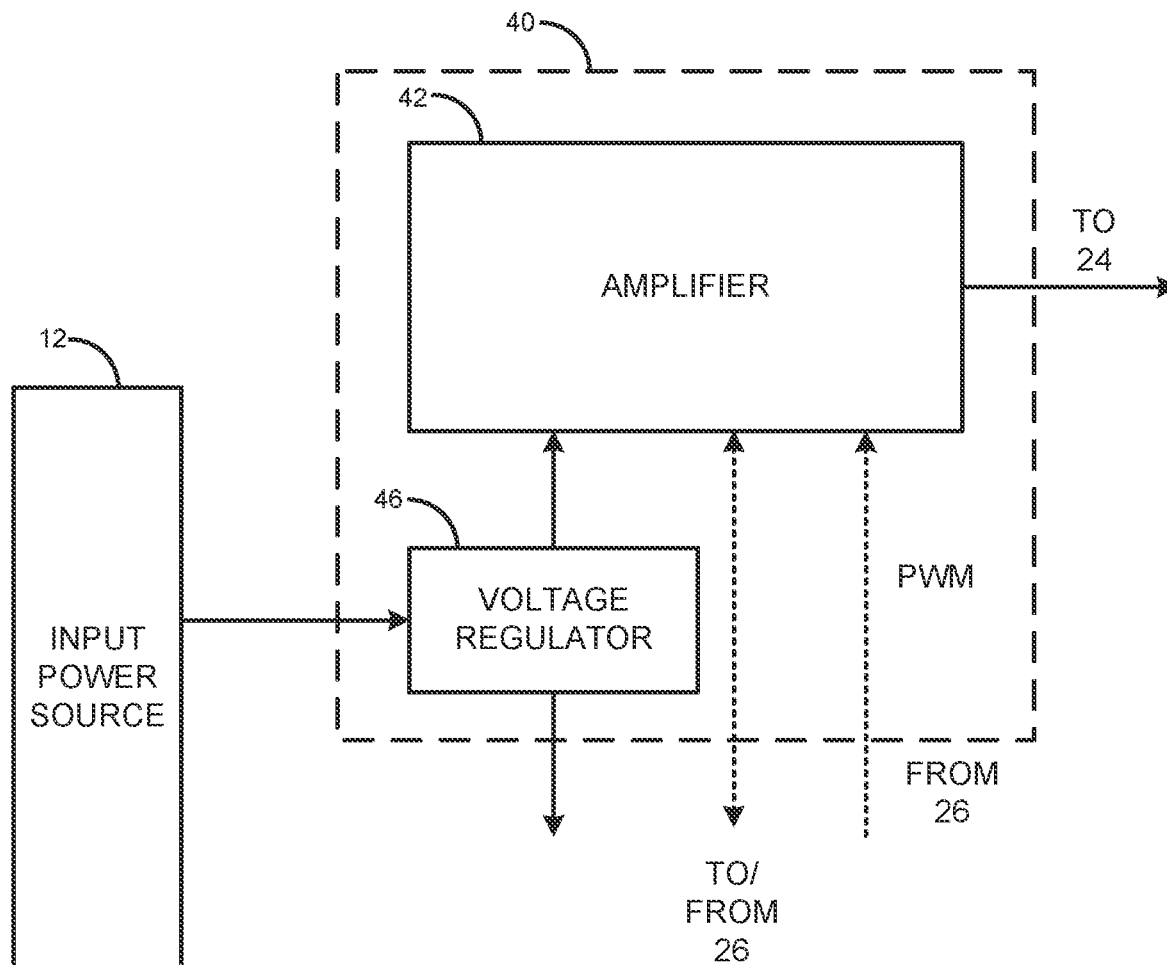 40
42
AMPLIFIER
TO
24
12
46
VOLTAGE
REGULATOR
PWM
INPUT
POWER
SOURCE
FROM
26
TO/
FROM
26